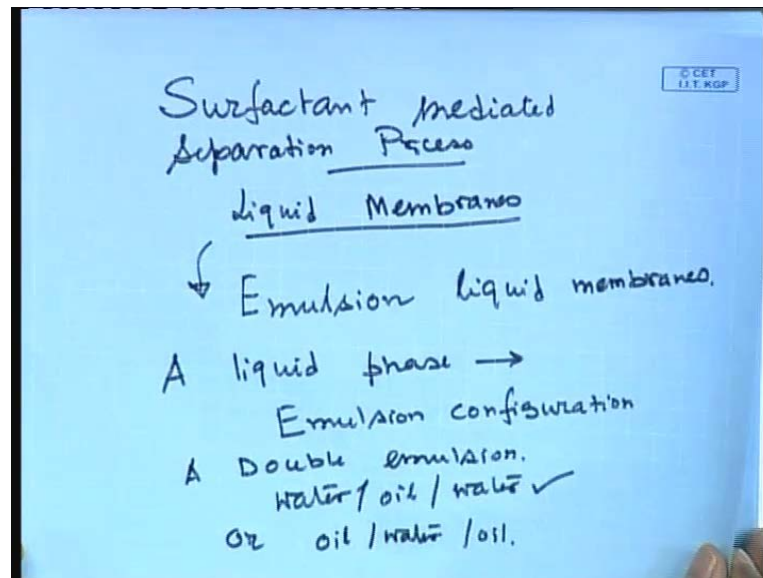 © CET
I.I.T. KGP
Surfactant mediated
Separation Process
Liquid Membranes
Emulsion liquid membranes.
A liquid phase →
Emulsion configuration
A Double emulsion.
water / oil / water ✓
Or oil / water / oil.